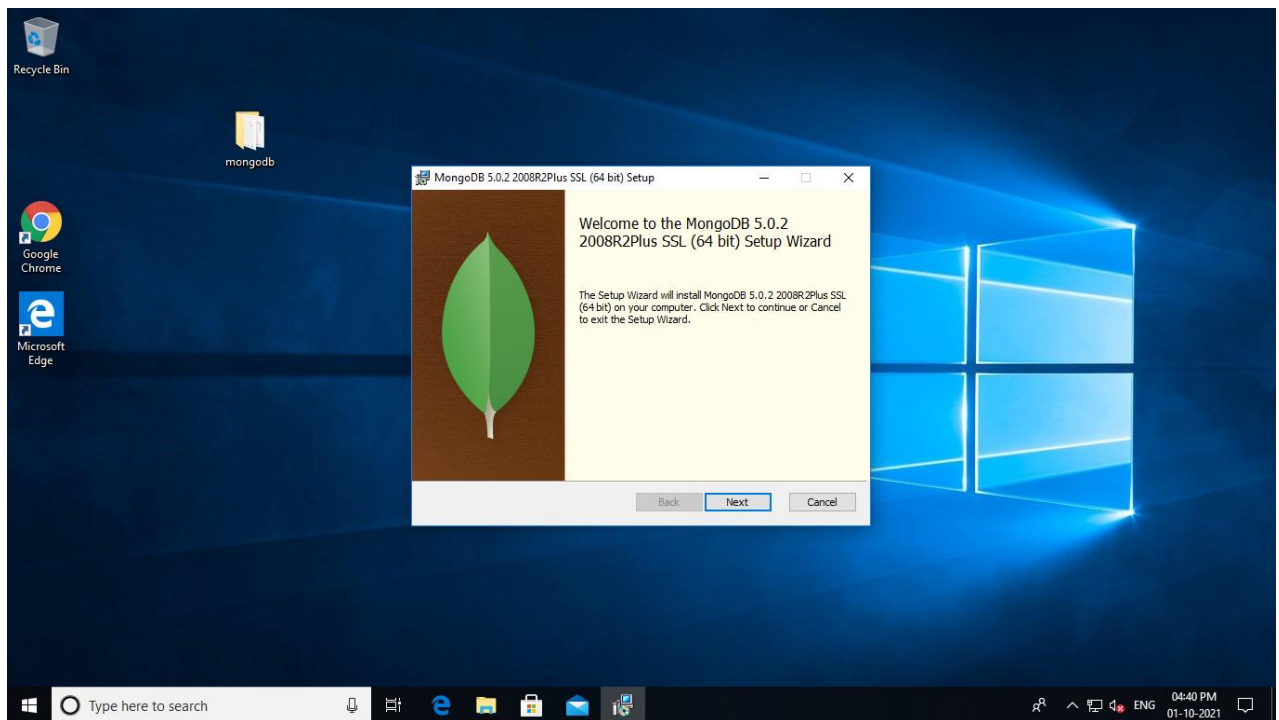 Recycle Bin
mongodb
Google
Chrome
Microsoft
Edge
MongoDB 5.0.2 2008R2Plus SSL (64 bit) Setup
Welcome to the MongoDB 5.0.2
2008R2Plus SSL (64 bit) Setup Wizard
The Setup Wizard will install MongoDB 5.0.2 2008R2Plus SSL
(64 bit) on your computer. Click Next to continue or Cancel
to exit the Setup Wizard.
Back Next Cancel
Type here to search
ENG
04:40 PM
01-10-2021